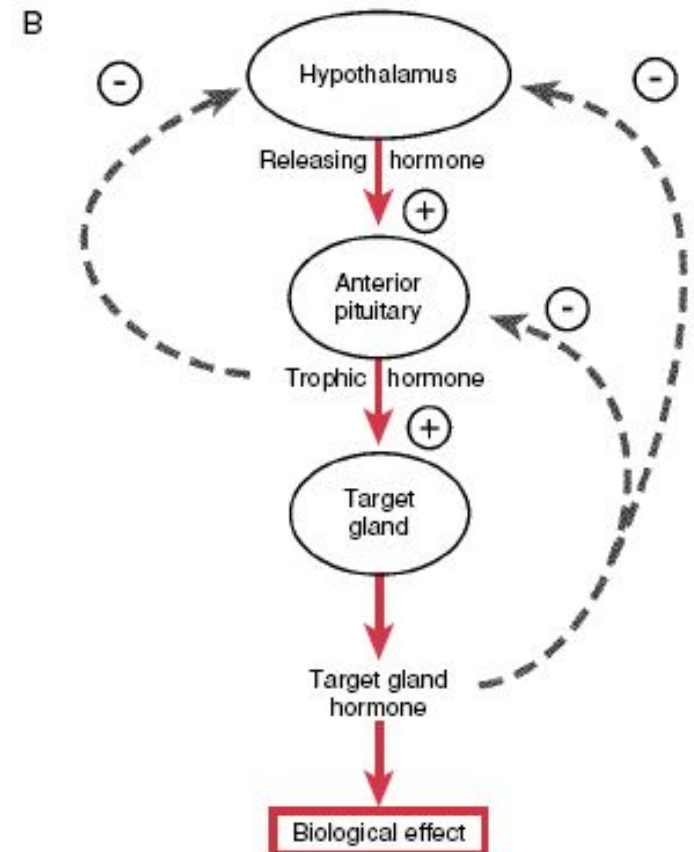 B
Hypothalamus
-
-
Releasing hormone
+
Anterior
pituitary
-
Trophic hormone
+
Target
gland
Target gland
hormone
Biological effect